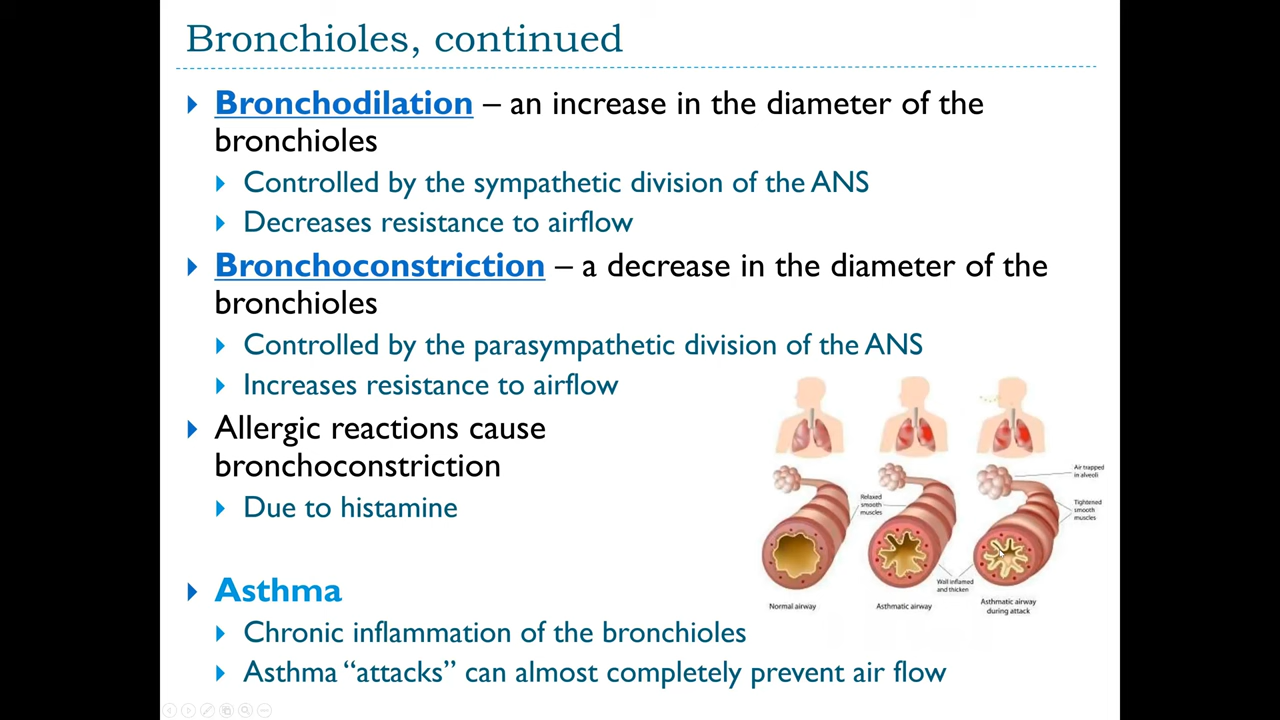 Bronchioles, continued
Bronchodilation – an increase in the diameter of the
bronchioles
Controlled by the sympathetic division of the ANS
Decreases resistance to airflow
Bronchoconstriction – a decrease in the diameter of the
bronchioles
Controlled by the parasympathetic division of the ANS
Increases resistance to airflow
Allergic reactions cause
bronchoconstriction
Due to histamine
Air trapped
in alveoli
Relaxed
smooth
muscles
Tightened
smooth
muscles
Wall inflamed
and thicken
Normal airway
Asthmatic airway
Asthmatic airway
during attack
Asthma
Chronic inflammation of the bronchioles
Asthma “attacks” can almost completely prevent air flow